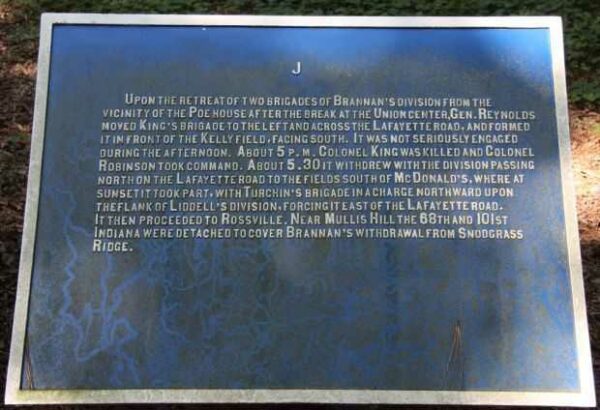 J
UPON THE RETREAT OF TWO BRIGADES OF BRANNAN'S DIVISION FROM THE
VICINITY OF THE POE HOUSE AFTER THE BREAK AT THE UNION CENTER, GEN. REYNOLDS
MOVED KING'S BRIGADE TO THE LEFT AND ACROSS THE LAFAYETTE ROAD, AND FORMED
IT IN FRONT OF THE KELLY FIELD, FACING SOUTH. IT WAS NOT SERIOUSLY ENGAGED
DURING THE AFTERNOON. ABOUT 5 P.M. COLONEL KING WAS KILLED AND COLONEL
ROBINSON TOOK COMMAND. ABOUT 5.30 IT WITHDREW WITH THE DIVISION PASSING
NORTH ON THE LAFAYETTE ROAD TO THE FIELDS SOUTH OF MCDONALD'S, WHERE AT
SUNSET IT TOOK PART, WITH TURCHIN'S BRIGADE IN A CHARGE NORTHWARD UPON
THE FLANK OF LIDDELL'S DIVISION, FORCING IT EAST OF THE LAFAYETTE ROAD.
IT THEN PROCEEDED TO ROSSVILLE. NEAR MULLIS HILL THE 68TH AND 101ST
INDIANA WERE DETACHED TO COVER BRANNAN'S WITHDRAWAL FROM SNODGRASS
RIDGE.